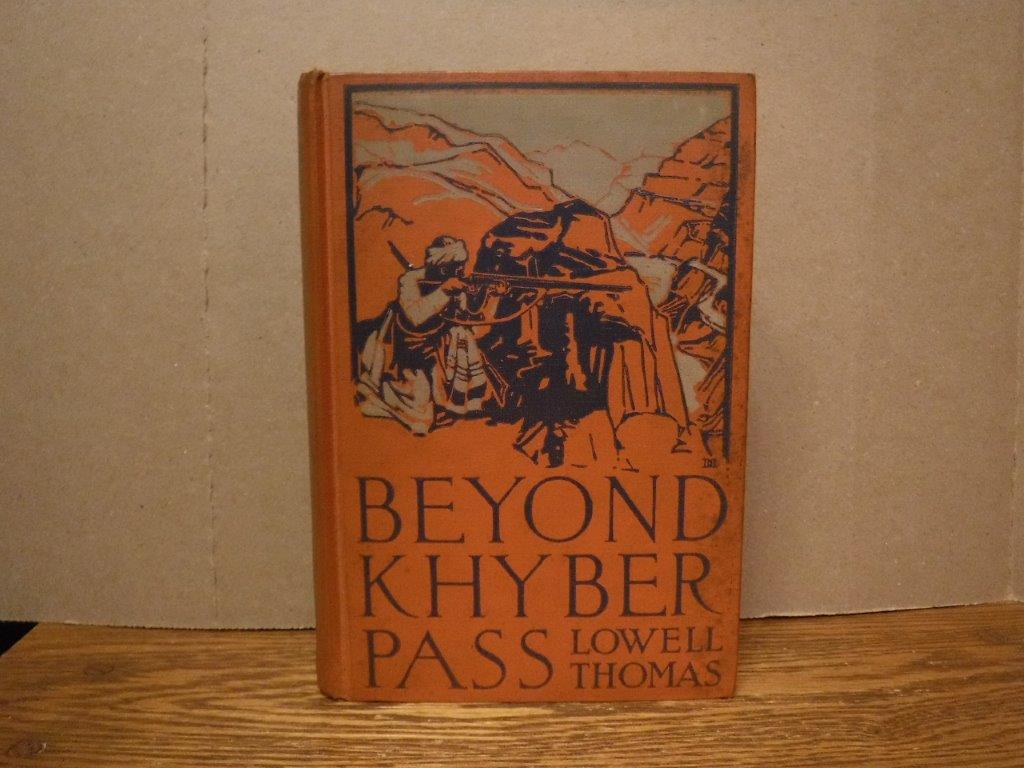 BEYOND
KHYBER
PASS
LOWELL
THOMAS